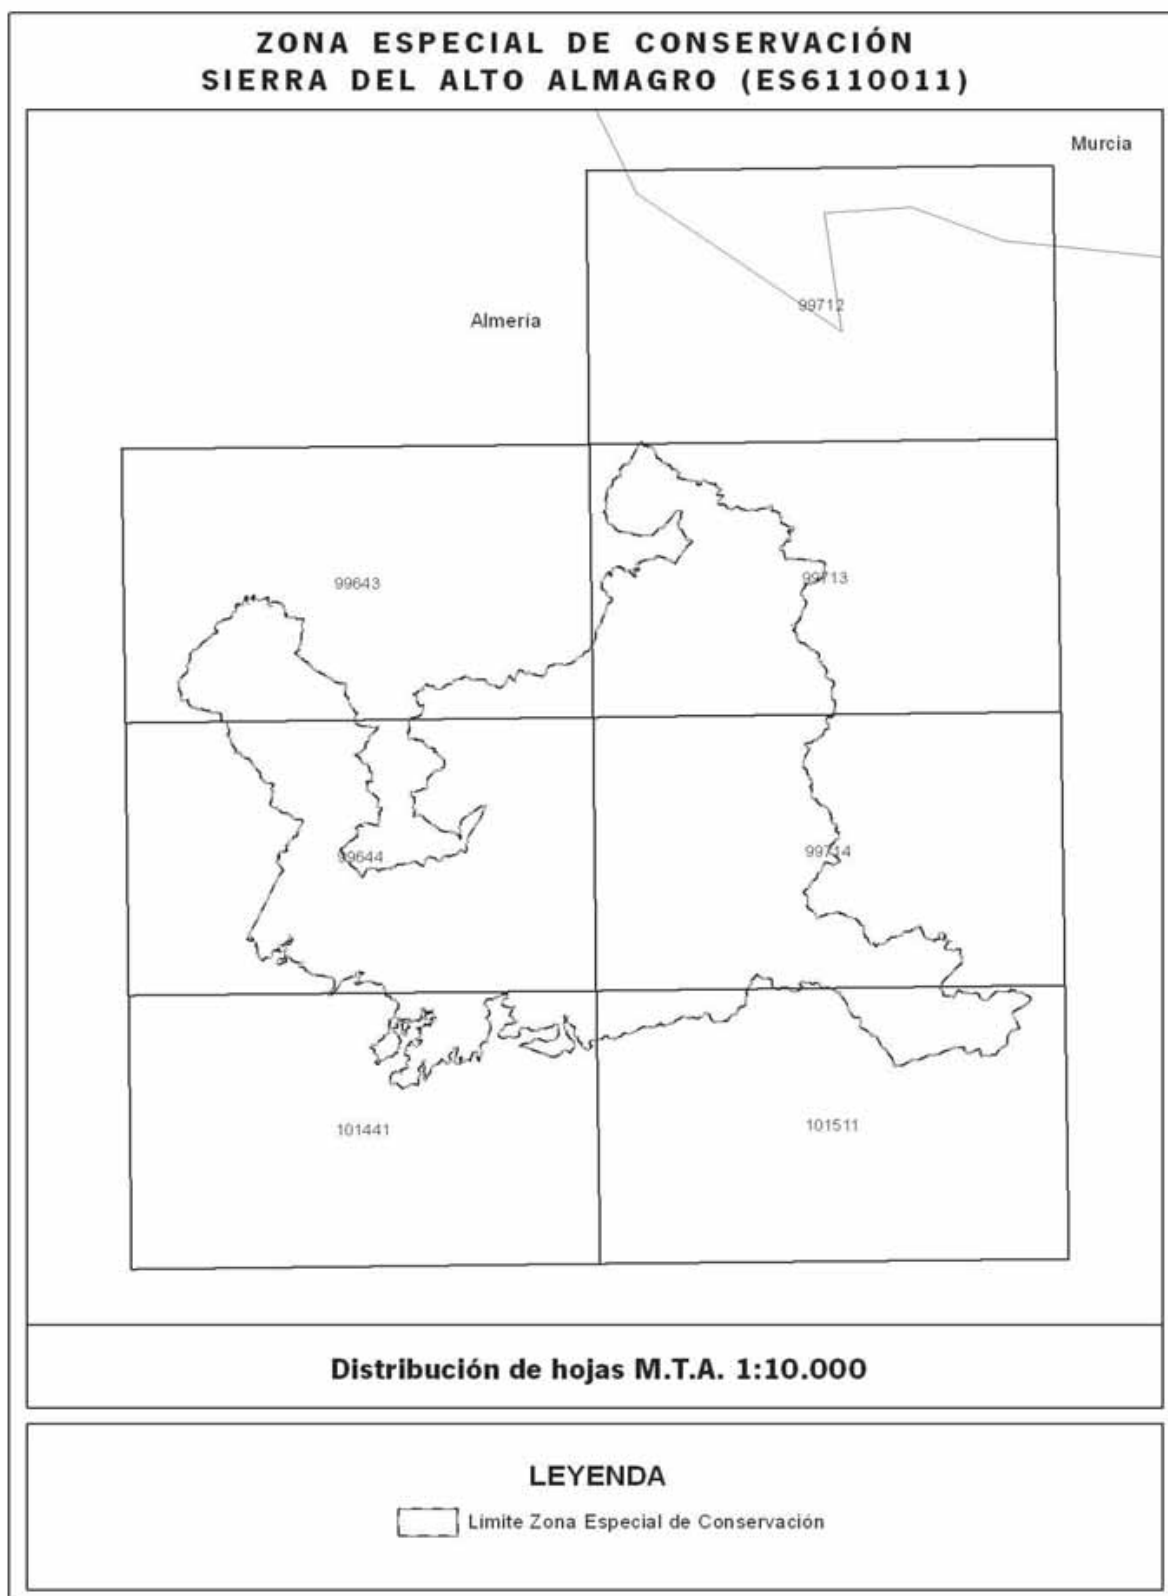 ZONA ESPECIAL DE CONSERVACIÓN
SIERRA DEL ALTO ALMAGRO (ES6110011)
Murcia
99712
Almería
99643
99713
99644
99714
101441
101511
Distribución de hojas M.T.A. 1:10.000
LEYENDA
Límite Zona Especial de Conservación